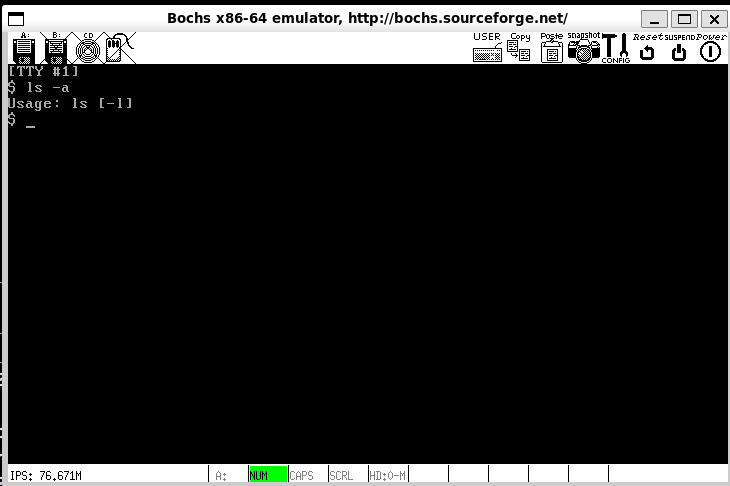 Bochs x86-64 emulator, http://bochs.sourceforge.net/
A: B: CD USER Copy Paste snapshot CONFIG Reset SUSPEND Power
[TTY #1]
$ ls -a
Usage: ls [-l]
$ _
IPS: 76.671M A: NUM CAPS SCRL HD:0-M